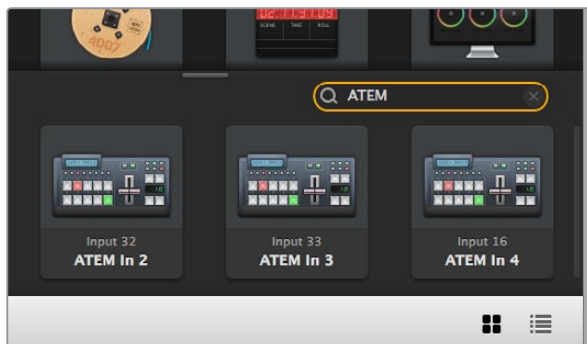 4007
02:11:31:09
SCENE TAKE ROLL
ATEM
Input 32
ATEM In 2
Input 33
ATEM In 3
Input 16
ATEM In 4